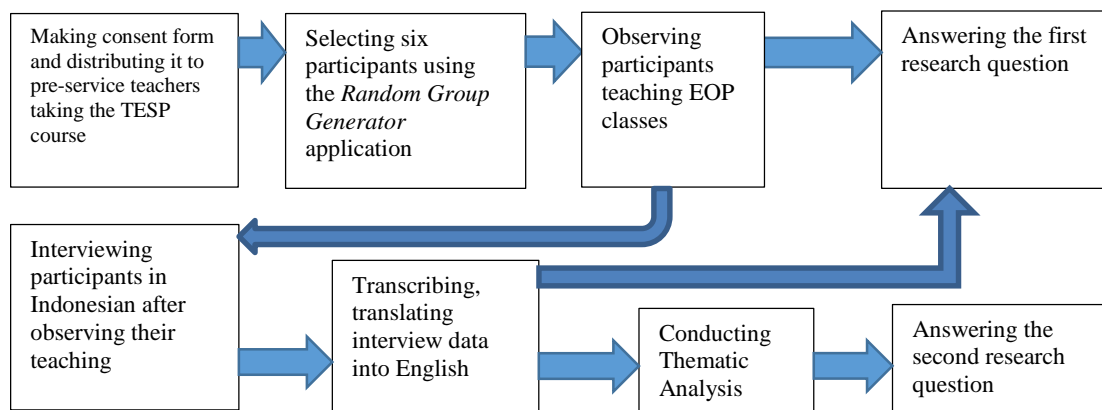 Making consent form
and distributing it to
pre-service teachers
taking the TESP
course
Selecting six
participants using
the Random Group
Generator
application
Observing
participants
teaching EOP
classes
Answering the first
research question
Interviewing
participants in
Indonesian after
observing their
teaching
Transcribing,
translating
interview data
into English
Conducting
Thematic
Analysis
Answering the
second research
question